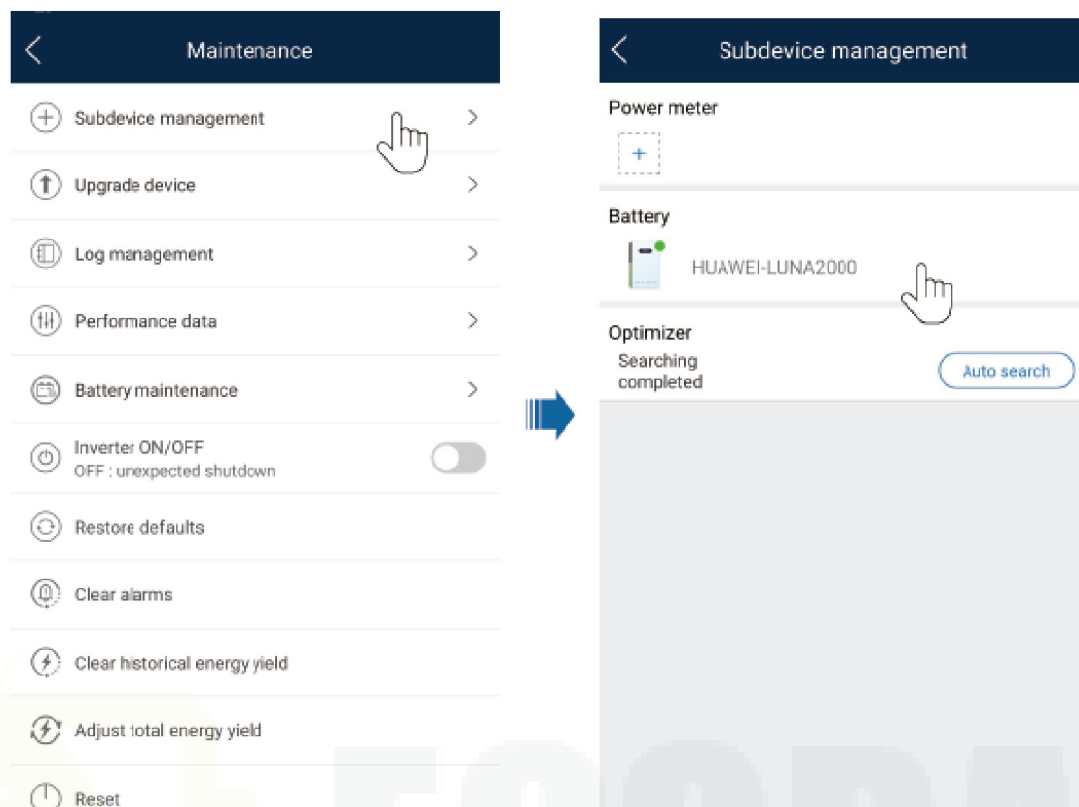 Maintenance
Subdevice management
Upgrade device
Log management
Performance data
Battery maintenance
Inverter ON/OFF
OFF : unexpected shutdown
Restore defaults
Clear alarms
Clear historical energy yield
Adjust total energy yield
Reset
Subdevice management
Power meter
+
Battery
HUAWEI-LUNA2000
Optimizer
Searching
completed
Auto search